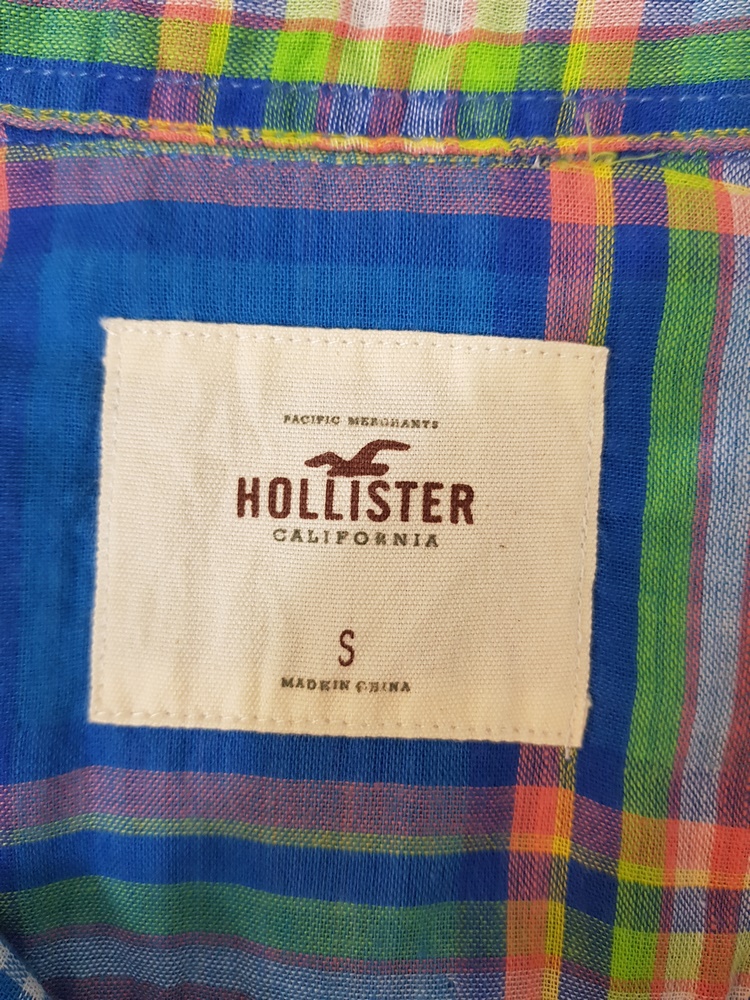 PACIFIC MERCHANTS
HOLLISTER
CALIFORNIA
S
MADE IN CHINA